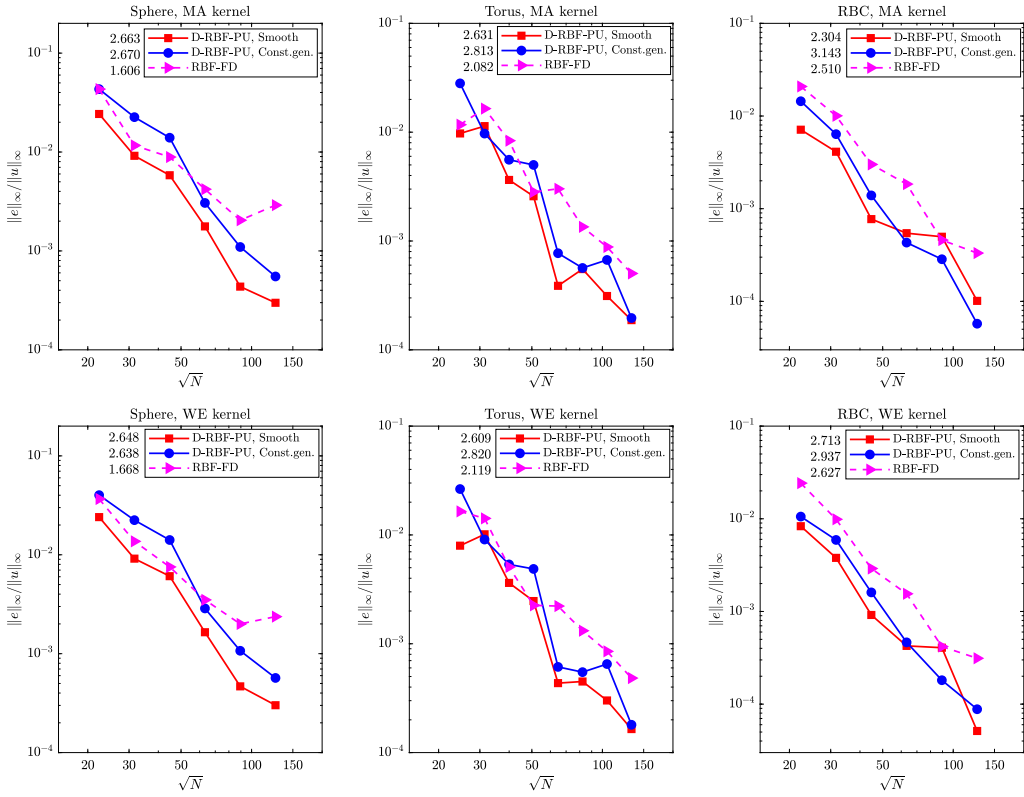 Sphere, MA kernel
2.663 D-RBF-PU, Smooth
2.670 D-RBF-PU, Const.gen.
1.606 RBF-FD
10^{-1}
10^{-2}
10^{-3}
10^{-4}
‖e‖_∞/‖u‖_∞
20 30 50 100 150
√N
Torus, MA kernel
2.631 D-RBF-PU, Smooth
2.813 D-RBF-PU, Const.gen.
2.082 RBF-FD
10^{-1}
10^{-2}
10^{-3}
10^{-4}
‖e‖_∞/‖u‖_∞
20 30 50 100 150
√N
RBC, MA kernel
2.304 D-RBF-PU, Smooth
3.143 D-RBF-PU, Const.gen.
2.510 RBF-FD
10^{-1}
10^{-2}
10^{-3}
10^{-4}
‖e‖_∞/‖u‖_∞
20 30 50 100 150
√N
Sphere, WE kernel
2.648 D-RBF-PU, Smooth
2.638 D-RBF-PU, Const.gen.
1.668 RBF-FD
10^{-1}
10^{-2}
10^{-3}
10^{-4}
‖e‖_∞/‖u‖_∞
20 30 50 100 150
√N
Torus, WE kernel
2.609 D-RBF-PU, Smooth
2.820 D-RBF-PU, Const.gen.
2.119 RBF-FD
10^{-1}
10^{-2}
10^{-3}
10^{-4}
‖e‖_∞/‖u‖_∞
20 30 50 100 150
√N
RBC, WE kernel
2.713 D-RBF-PU, Smooth
2.937 D-RBF-PU, Const.gen.
2.627 RBF-FD
10^{-1}
10^{-2}
10^{-3}
10^{-4}
‖e‖_∞/‖u‖_∞
20 30 50 100 150
√N